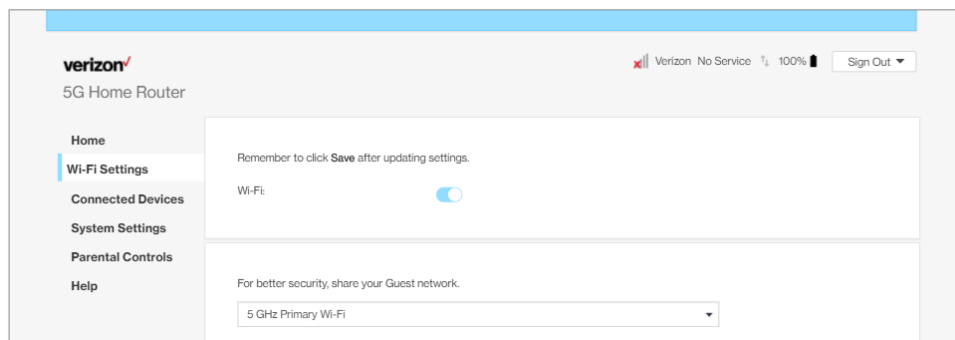 verizon
Verizon No Service 100% Sign Out
5G Home Router
Home
Wi-Fi Settings
Connected Devices
System Settings
Parental Controls
Help
Remember to click Save after updating settings.
Wi-Fi:
For better security, share your Guest network.
5 GHz Primary Wi-Fi